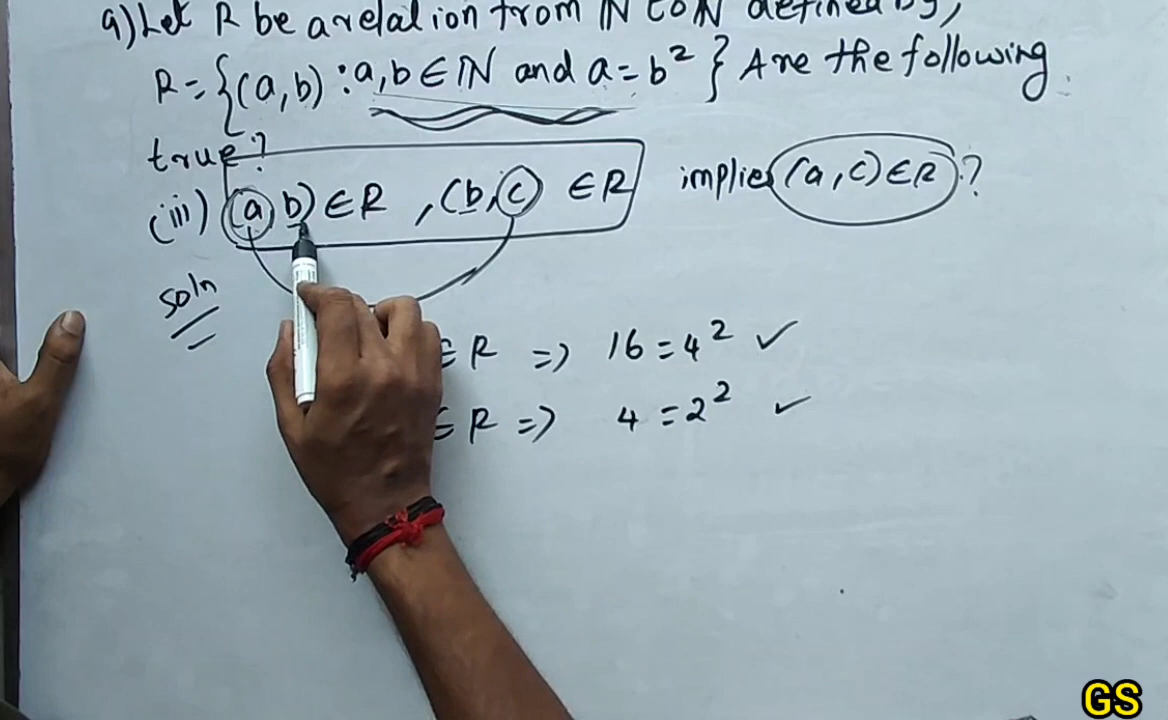 9) Let R be a relation from ℕ to ℕ defined by,
R = {(a, b) : a, b ∈ ℕ and a = b² } Are the following
true?
(iii) (a b) ∈ R , (b, c) ∈ R implies (a, c) ∈ R ?
soln
∈ R => 16 = 4² ✓
∈ R => 4 = 2² ✓
GS